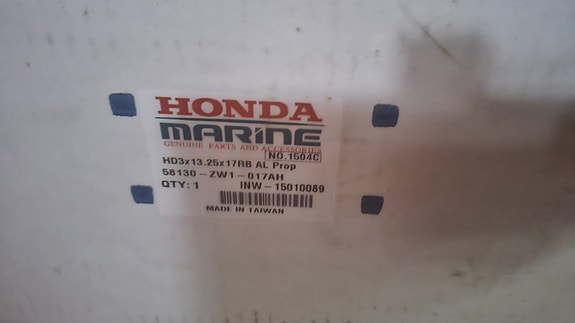 HONDA
MARINE
GENUINE PARTS AND ACCESSORIES
NO.1504C
HD3x13.25x17RB AL Prop
58130-ZW1-017AH
QTY: 1 INW-15010089
MADE IN TAIWAN